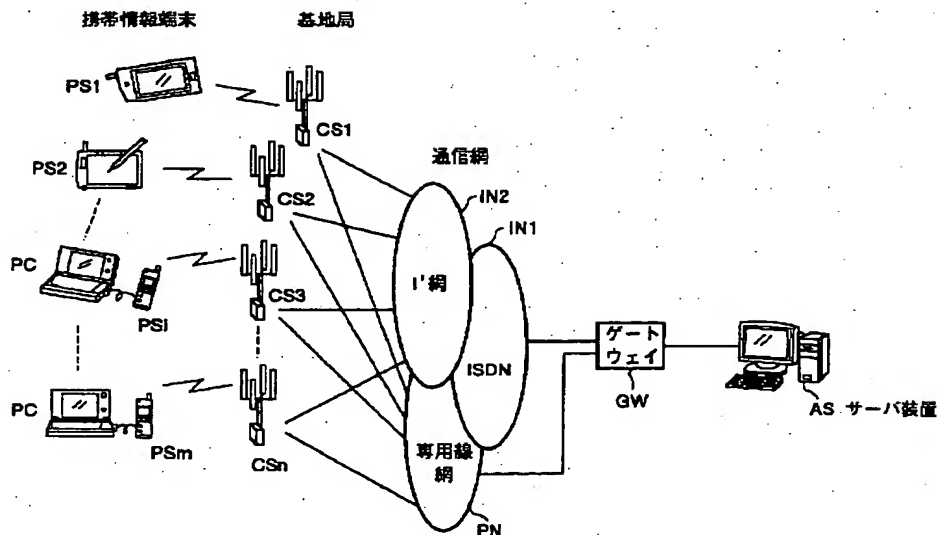 携帯情報端末
基地局
PS1
CS1
PS2
CS2
通信網
IN2
IN1
PC
PSl
CS3
I'網
ISDN
ゲート
ウェイ
GW
AS サーバ装置
PC
PSm
CSn
専用線
網
PN